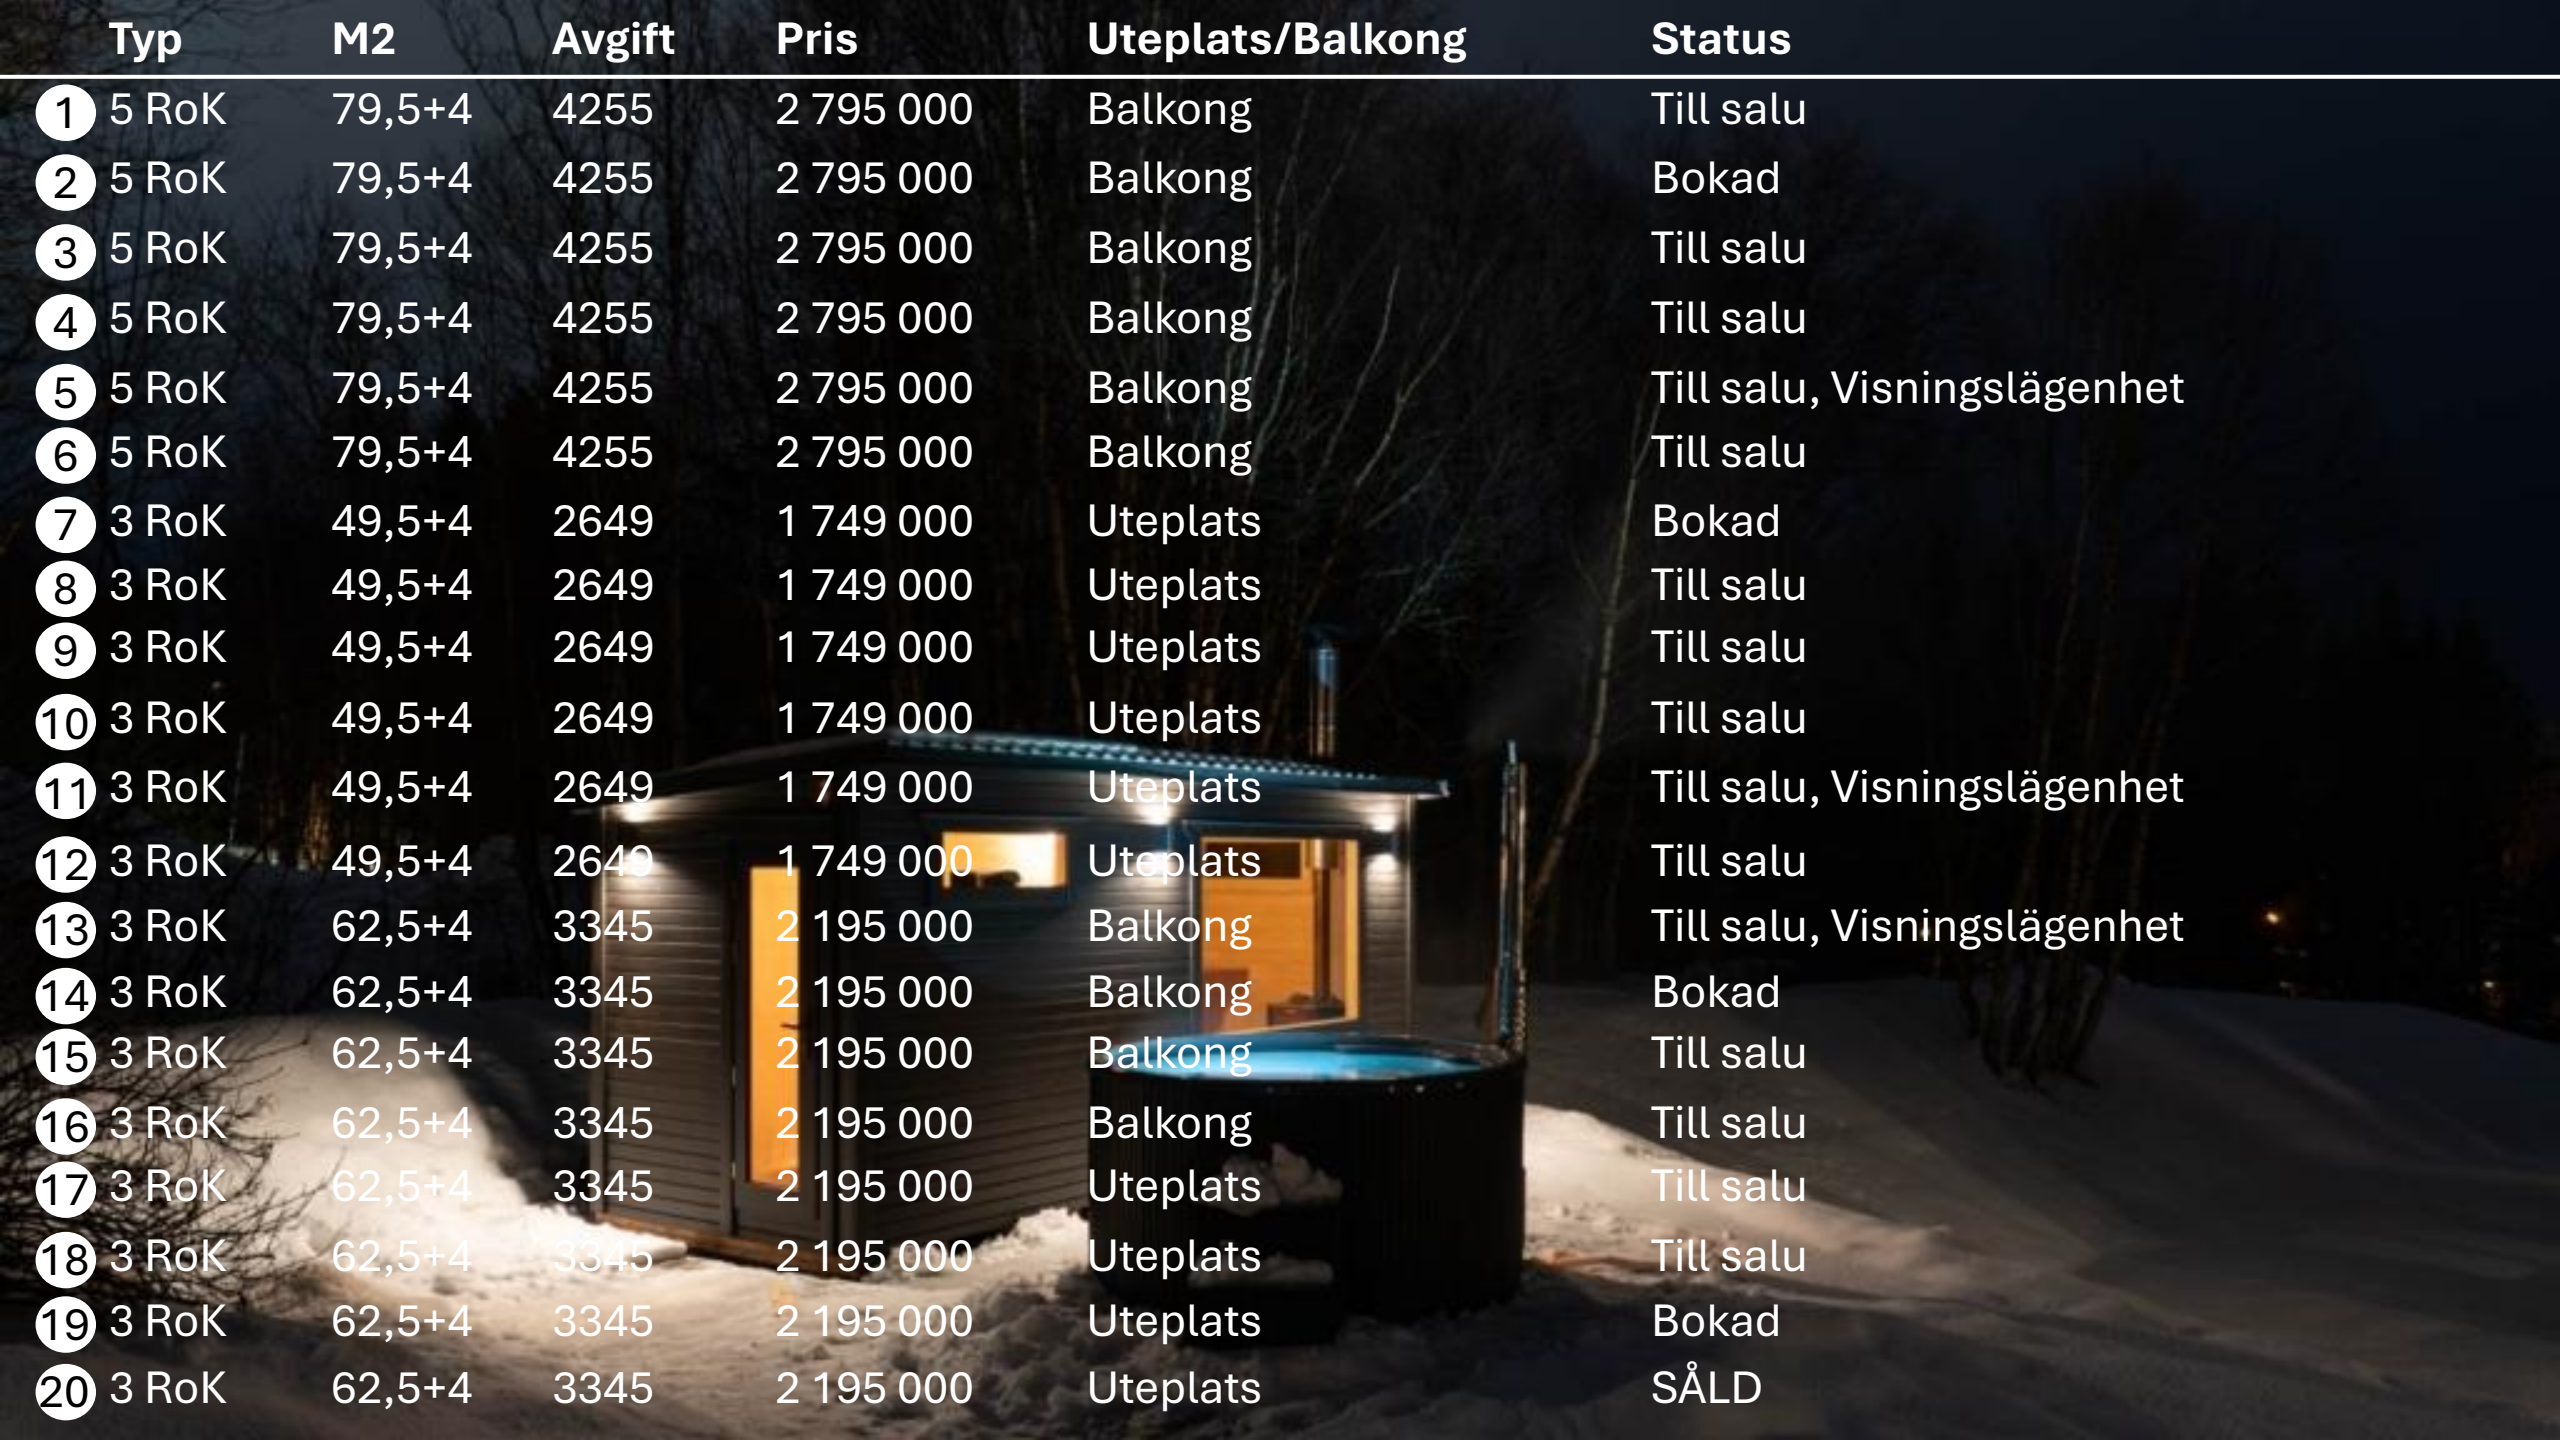 Typ M2 Avgift Pris Uteplats/Balkong Status
1 5 RoK 79,5+4 4255 2 795 000 Balkong Till salu
2 5 RoK 79,5+4 4255 2 795 000 Balkong Bokad
3 5 RoK 79,5+4 4255 2 795 000 Balkong Till salu
4 5 RoK 79,5+4 4255 2 795 000 Balkong Till salu
5 5 RoK 79,5+4 4255 2 795 000 Balkong Till salu, Visningslägenhet
6 5 RoK 79,5+4 4255 2 795 000 Balkong Till salu
7 3 RoK 49,5+4 2649 1 749 000 Uteplats Bokad
8 3 RoK 49,5+4 2649 1 749 000 Uteplats Till salu
9 3 RoK 49,5+4 2649 1 749 000 Uteplats Till salu
10 3 RoK 49,5+4 2649 1 749 000 Uteplats Till salu
11 3 RoK 49,5+4 2649 1 749 000 Uteplats Till salu, Visningslägenhet
12 3 RoK 49,5+4 2649 1 749 000 Uteplats Till salu
13 3 RoK 62,5+4 3345 2 195 000 Balkong Till salu, Visningslägenhet
14 3 RoK 62,5+4 3345 2 195 000 Balkong Bokad
15 3 RoK 62,5+4 3345 2 195 000 Balkong Till salu
16 3 RoK 62,5+4 3345 2 195 000 Balkong Till salu
17 3 RoK 62,5+4 3345 2 195 000 Uteplats Till salu
18 3 RoK 62,5+4 3345 2 195 000 Uteplats Till salu
19 3 RoK 62,5+4 3345 2 195 000 Uteplats Bokad
20 3 RoK 62,5+4 3345 2 195 000 Uteplats SÅLD